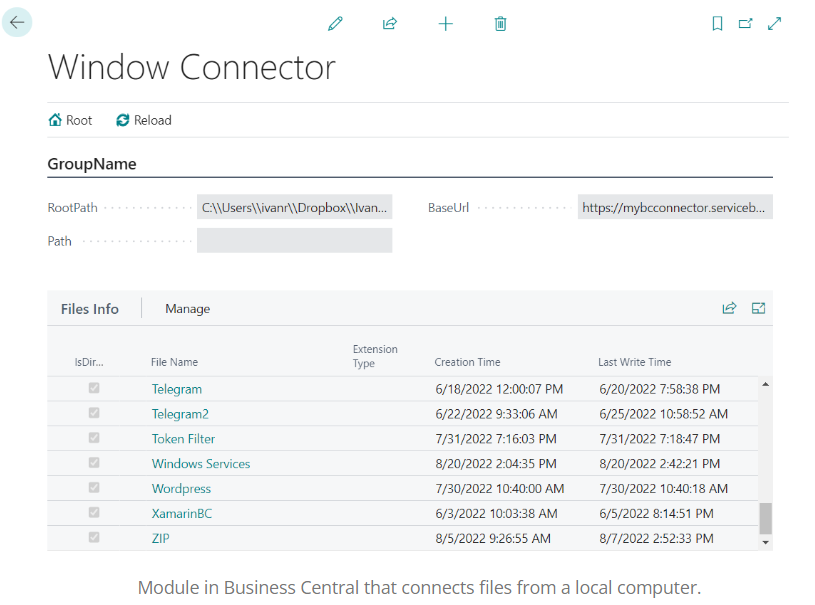 Window Connector
Root Reload
GroupName
RootPath C:\\Users\\ivanr\\Dropbox\\Ivan... BaseUrl https://mybcconnector.serviceb...
Path
Files Info Manage
IsDir... File Name Extension Type Creation Time Last Write Time
Telegram 6/18/2022 12:00:07 PM 6/20/2022 7:58:38 PM
Telegram2 6/22/2022 9:33:06 AM 6/25/2022 10:58:52 AM
Token Filter 7/31/2022 7:16:03 PM 7/31/2022 7:18:47 PM
Windows Services 8/20/2022 2:04:35 PM 8/20/2022 2:42:21 PM
Wordpress 7/30/2022 10:40:00 AM 7/30/2022 10:40:18 AM
XamarinBC 6/3/2022 10:03:38 AM 6/5/2022 8:14:51 PM
ZIP 8/5/2022 9:26:55 AM 8/7/2022 2:52:33 PM
Module in Business Central that connects files from a local computer.